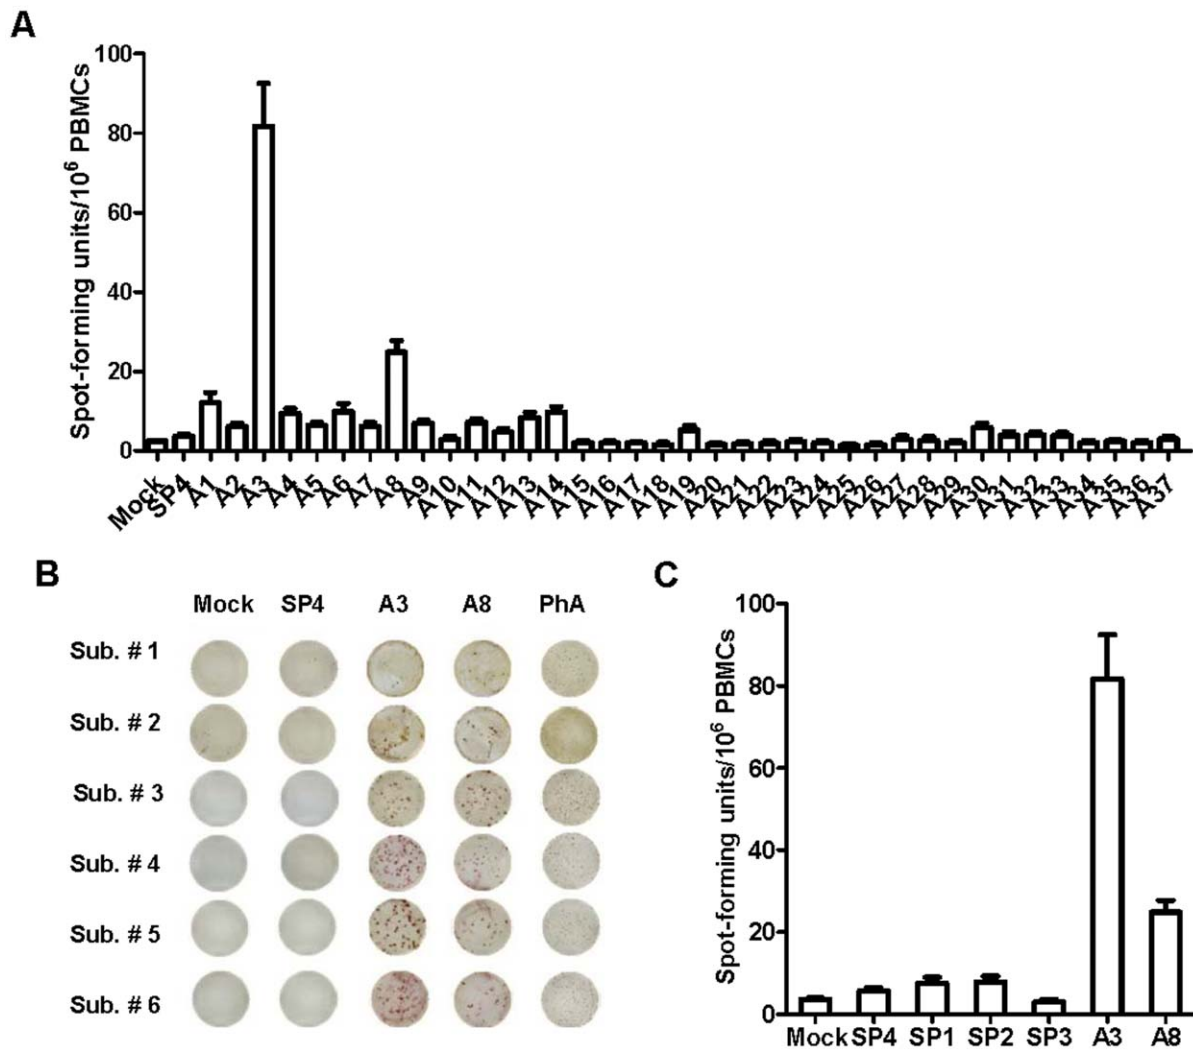 A
Spot-forming units/10⁶ PBMCs
100
80
60
40
20
0
Mock SP4 A1 A2 A3 A4 A5 A6 A7 A8 A9 A10 A11 A12 A13 A14 A15 A16 A17 A18 A19 A20 A21 A22 A23 A24 A25 A26 A27 A28 A29 A30 A31 A32 A33 A34 A35 A36 A37
B
Mock SP4 A3 A8 PhA
Sub. # 1
Sub. # 2
Sub. # 3
Sub. # 4
Sub. # 5
Sub. # 6
C
Spot-forming units/10⁶ PBMCs
100
80
60
40
20
0
Mock SP4 SP1 SP2 SP3 A3 A8